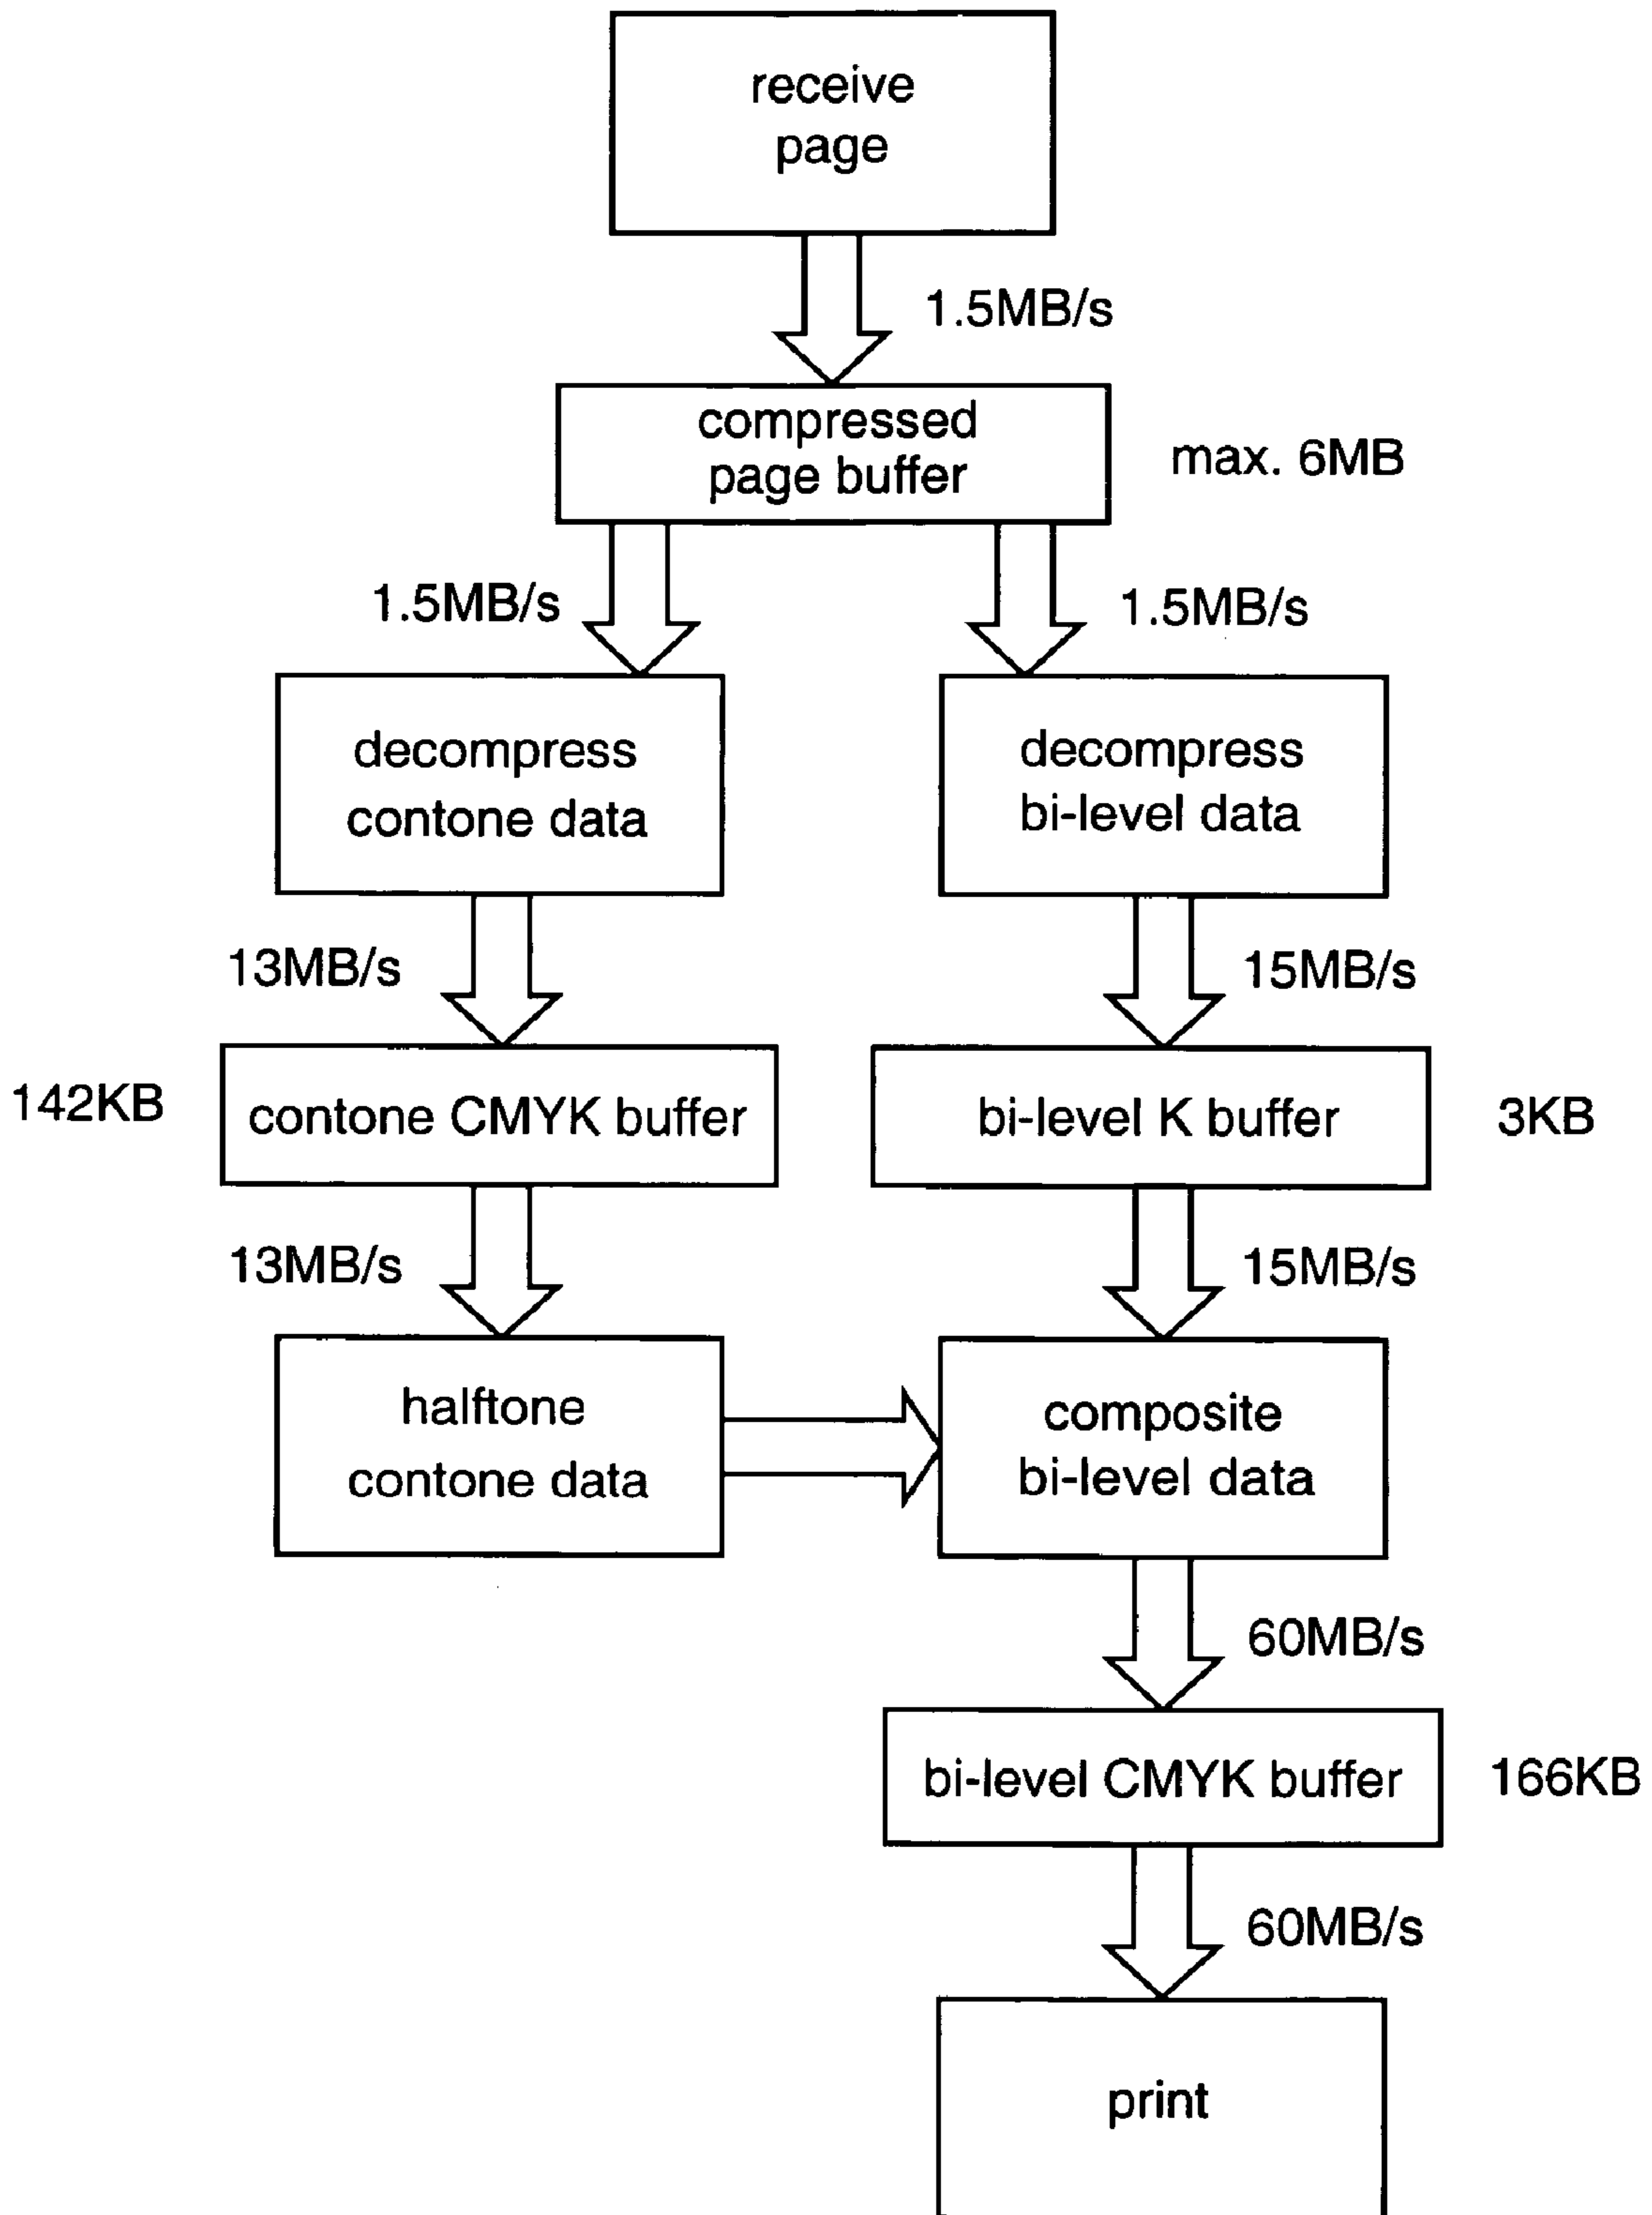 receive
page
1.5MB/s
compressed
page buffer
max. 6MB
1.5MB/s
1.5MB/s
decompress
contone data
decompress
bi-level data
13MB/s
15MB/s
142KB
contone CMYK buffer
bi-level K buffer
3KB
13MB/s
15MB/s
halftone
contone data
composite
bi-level data
60MB/s
bi-level CMYK buffer
166KB
60MB/s
print